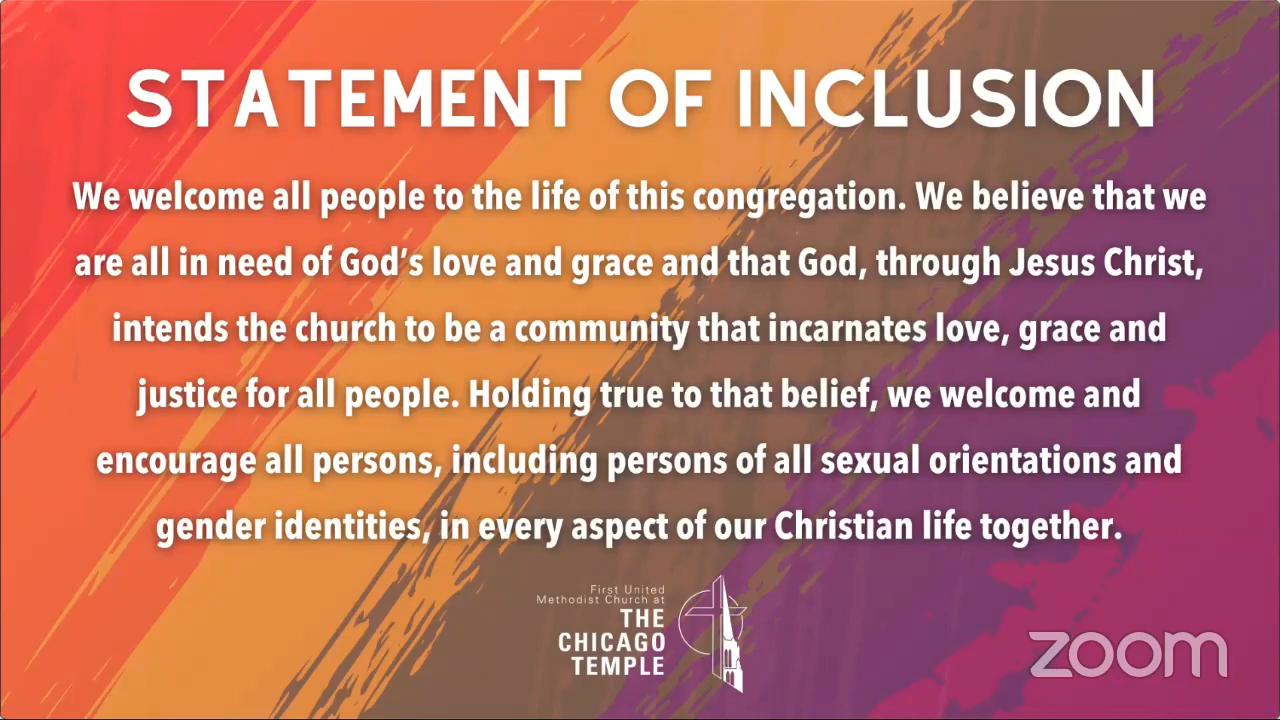 STATEMENT OF INCLUSION
We welcome all people to the life of this congregation. We believe that we
are all in need of God's love and grace and that God, through Jesus Christ,
intends the church to be a community that incarnates love, grace and
justice for all people. Holding true to that belief, we welcome and
encourage all persons, including persons of all sexual orientations and
gender identities, in every aspect of our Christian life together.
First United
Methodist Church at
THE
CHICAGO
TEMPLE
zoom